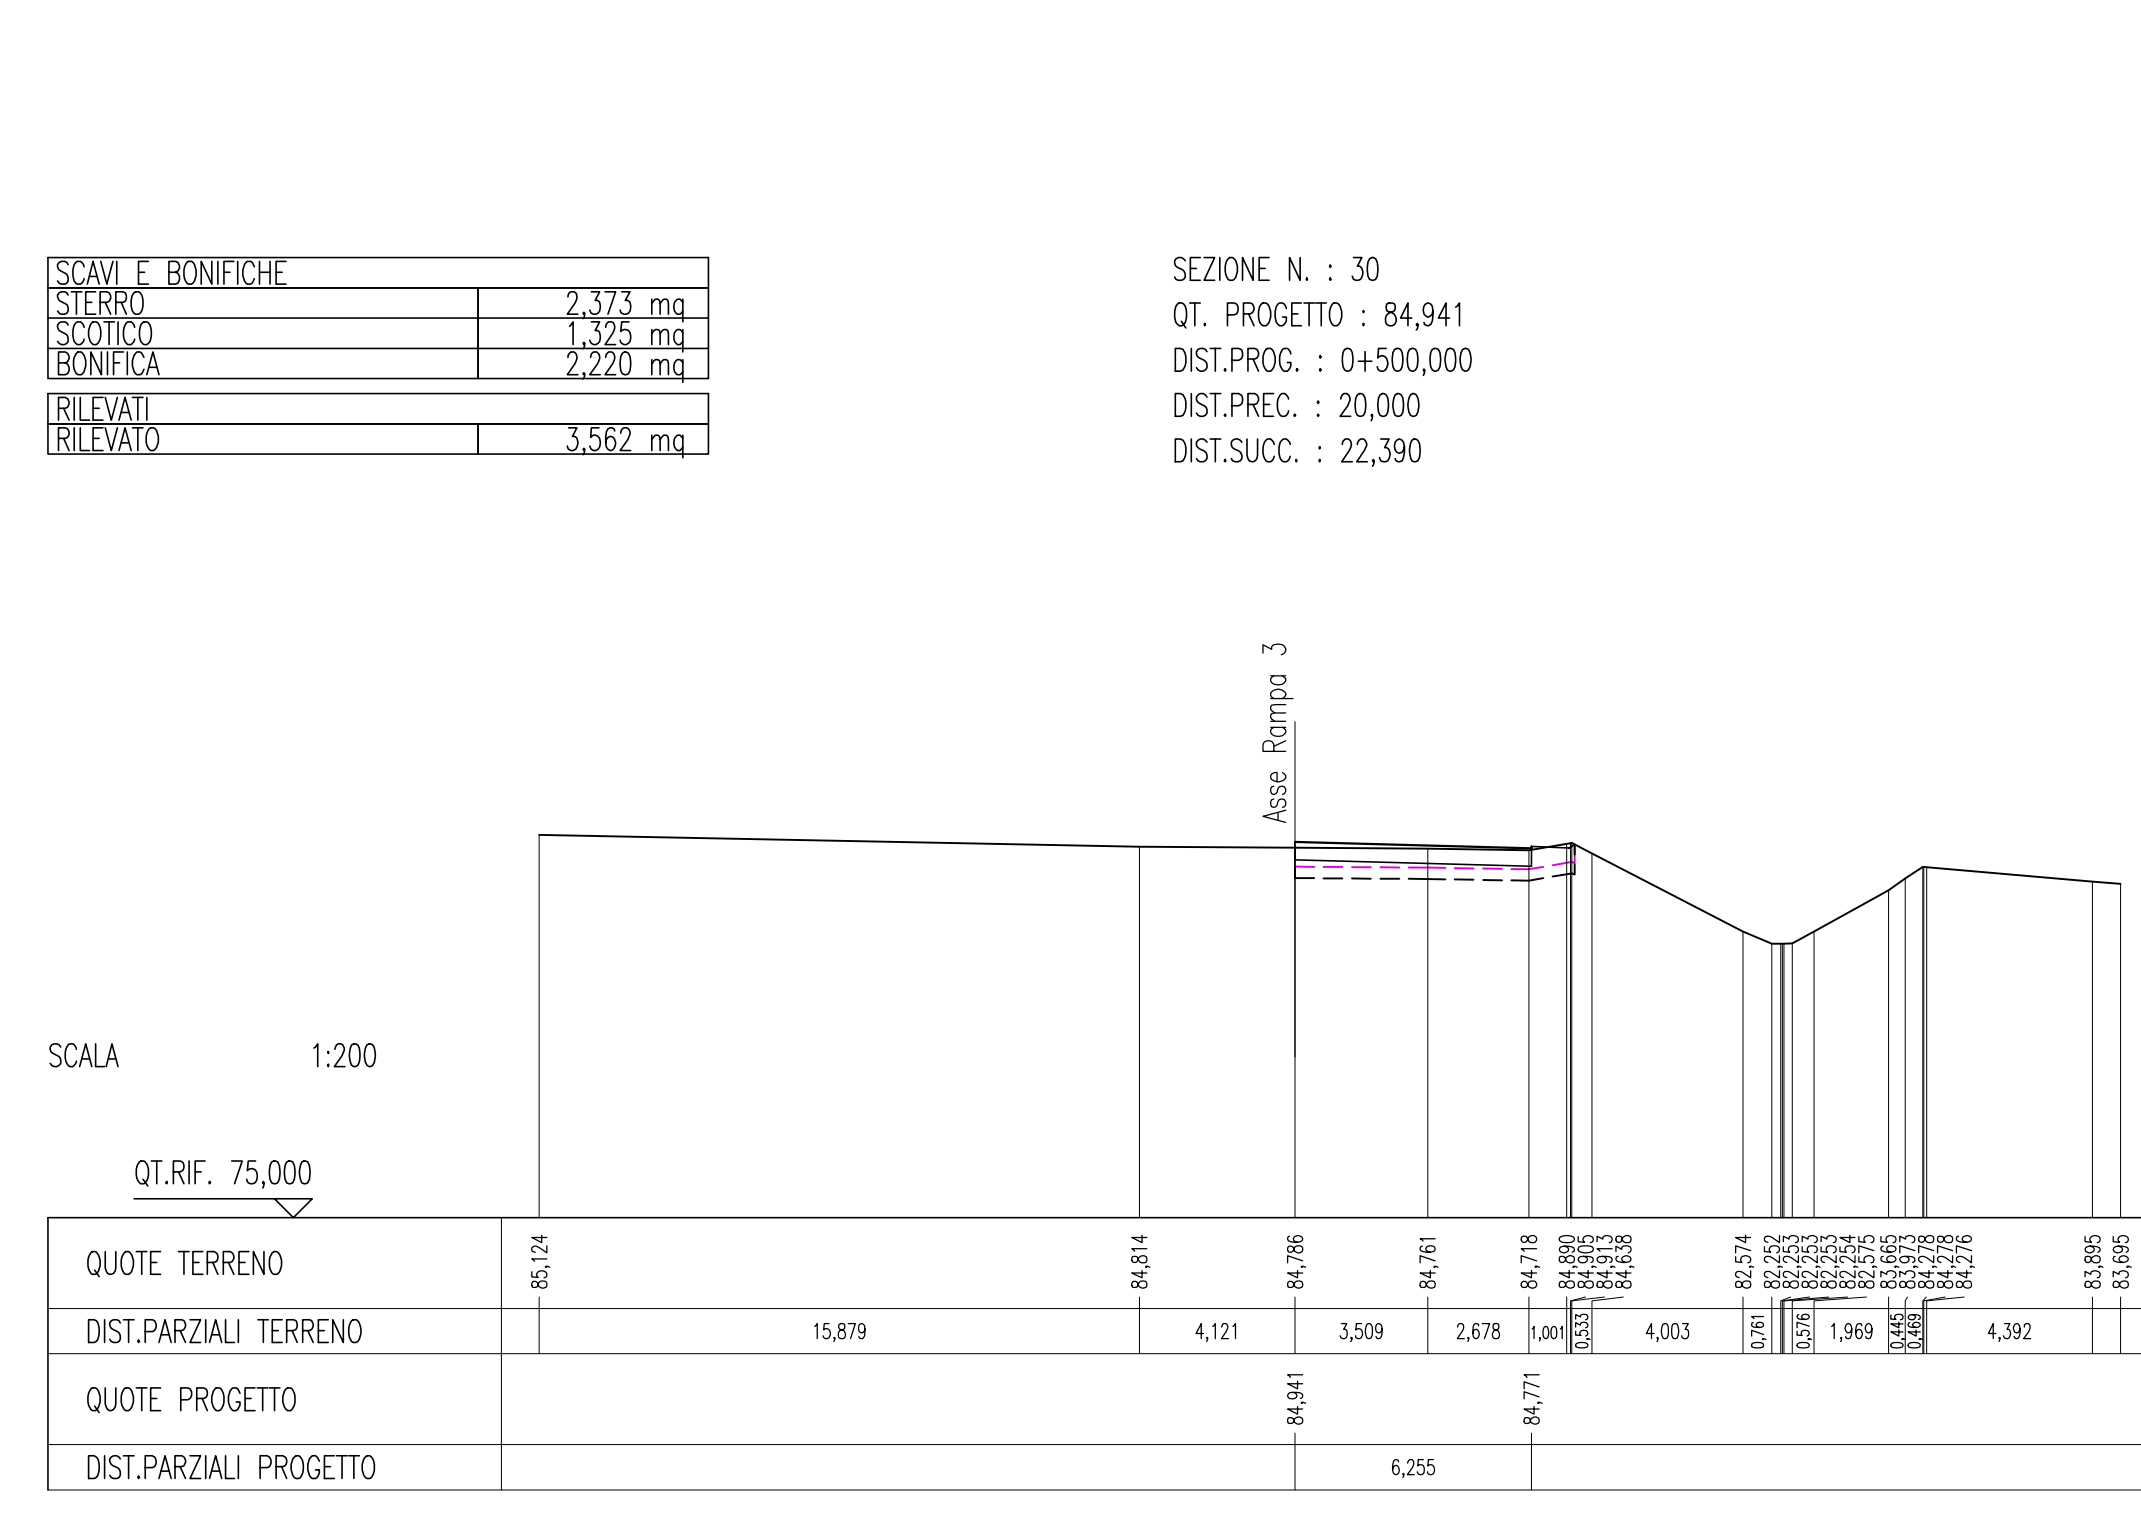 SCAVI E BONIFICHE
STERRO 2,373 mq
SCOTICO 1,325 mq
BONIFICA 2,220 mq
RILEVATI
RILEVATO 3,562 mq
SEZIONE N. : 30
QT. PROGETTO : 84,941
DIST.PROG. : 0+500,000
DIST.PREC. : 20,000
DIST.SUCC. : 22,390
Asse Rampa 3
SCALA 1:200
QT.RIF. 75,000
QUOTE TERRENO 85,124 84,814 84,786 84,761 84,718 84,890 84,905 84,913 84,638 82,574 82,252 82,253 82,253 82,253 82,254 82,575 83,665 83,973 84,278 84,278 84,276 83,895 83,695
DIST.PARZIALI TERRENO 15,879 4,121 3,509 2,678 1,001 0,533 4,003 0,761 0,576 1,969 0,445 0,469 4,392
QUOTE PROGETTO 84,941 84,771
DIST.PARZIALI PROGETTO 6,255